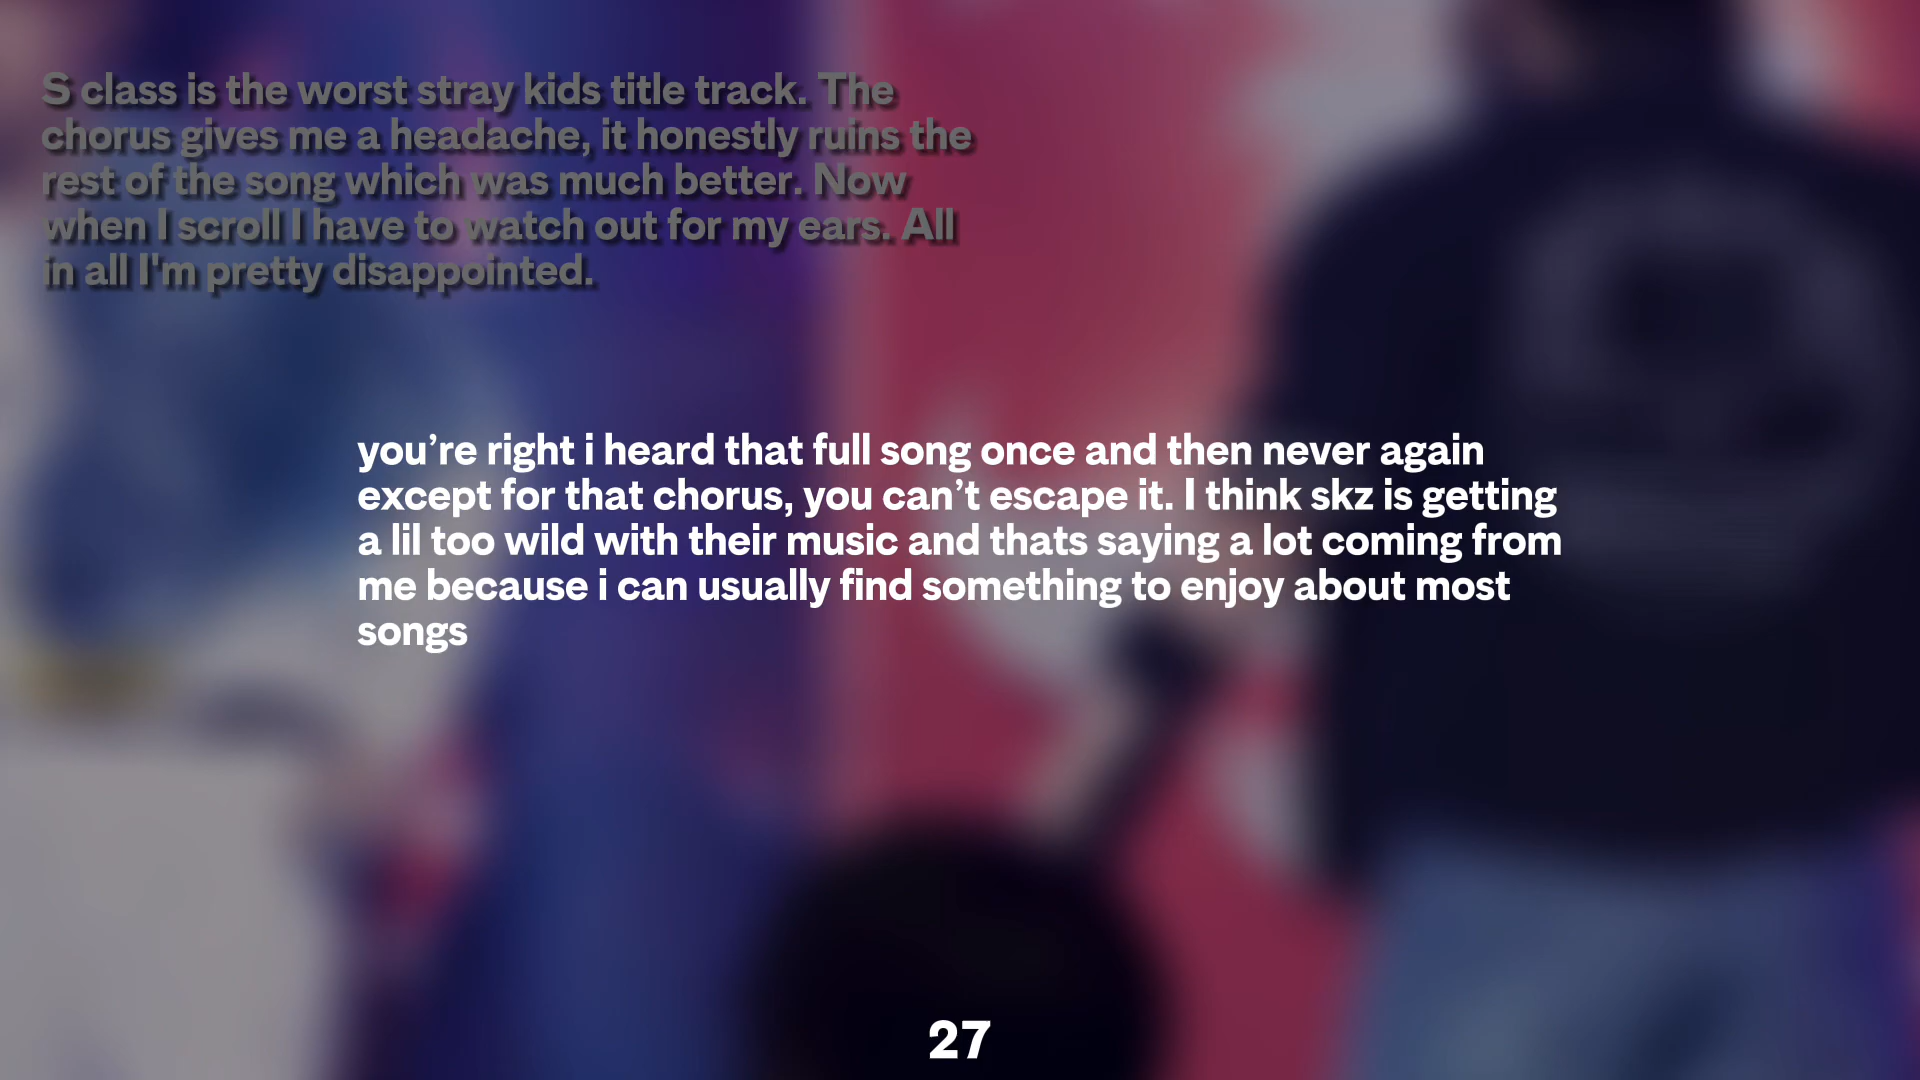 S class is the worst stray kids title track. The
chorus gives me a headache, it honestly ruins the
rest of the song which was much better. Now
when I scroll I have to watch out for my ears. All
in all I'm pretty disappointed.
you’re right i heard that full song once and then never again
except for that chorus, you can’t escape it. I think skz is getting
a lil too wild with their music and thats saying a lot coming from
me because i can usually find something to enjoy about most
songs
27